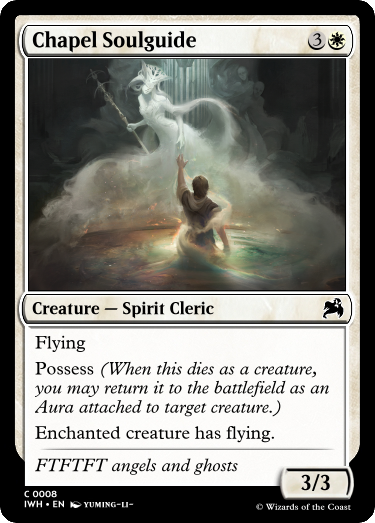 Chapel Soulguide 3
Creature — Spirit Cleric
Flying
Possess (When this dies as a creature,
you may return it to the battlefield as an
Aura attached to target creature.)
Enchanted creature has flying.
FTFTFT angels and ghosts
3/3
C 0008
IWH • EN YUMING-LI-
© Wizards of the Coast